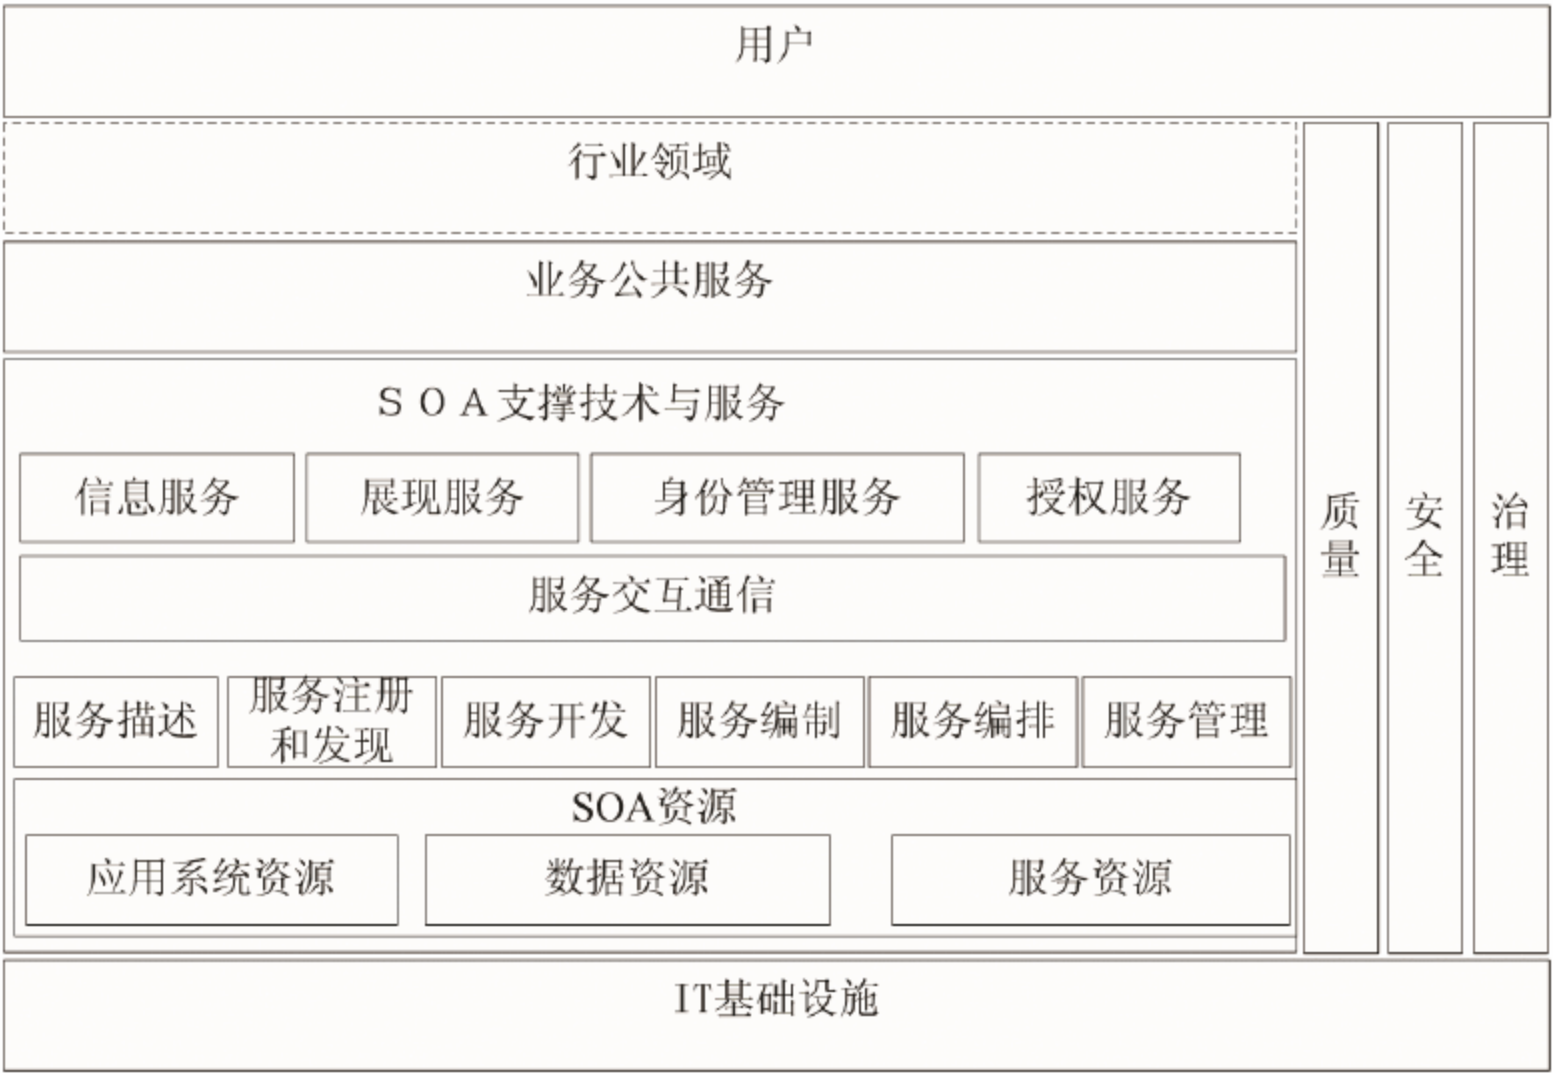 用户
行业领域
业务公共服务
SOA支撑技术与服务
信息服务
展现服务
身份管理服务
授权服务
服务交互通信
服务描述
服务注册
和发现
服务开发
服务编制
服务编排
服务管理
SOA资源
应用系统资源
数据资源
服务资源
质
量
安
全
治
理
IT基础设施